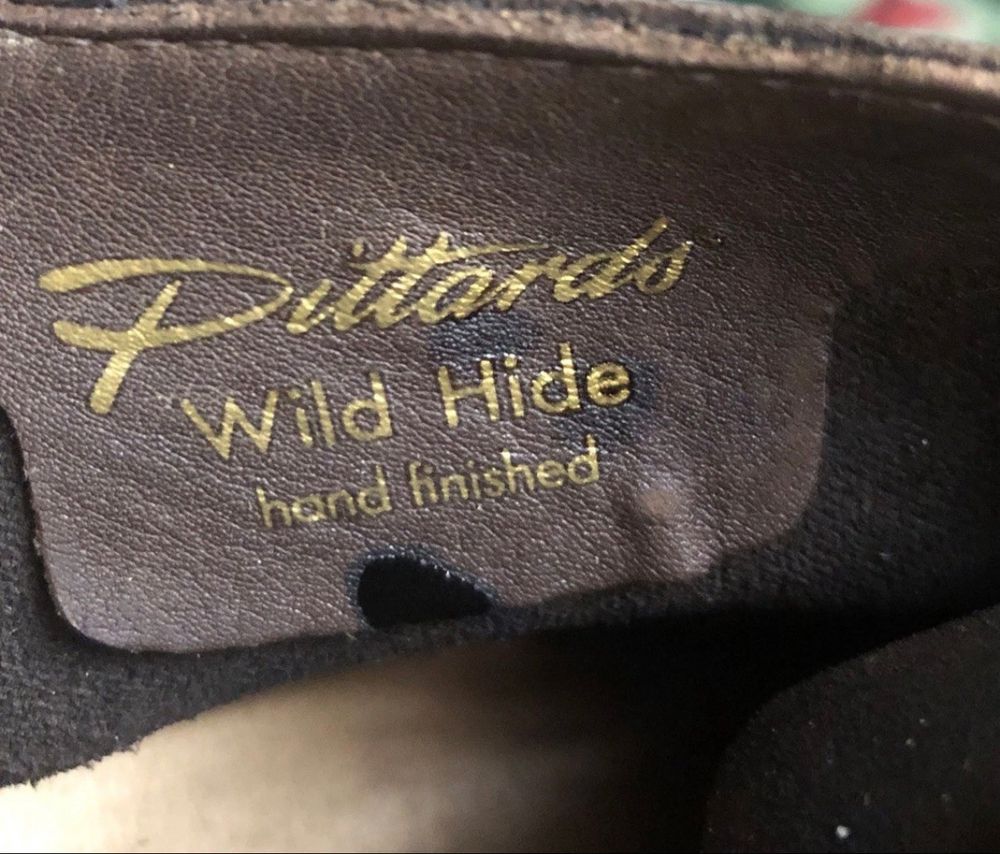 Pittards
Wild Hide
hand finished